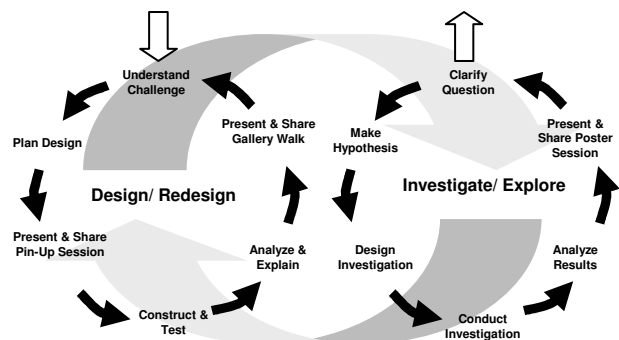 Understand
Challenge
Plan Design
Present & Share
Pin-Up Session
Construct &
Test
Analyze &
Explain
Present & Share
Gallery Walk
Design/ Redesign
Clarify
Question
Make
Hypothesis
Design
Investigation
Conduct
Investigation
Analyze
Results
Present &
Share Poster
Session
Investigate/ Explore